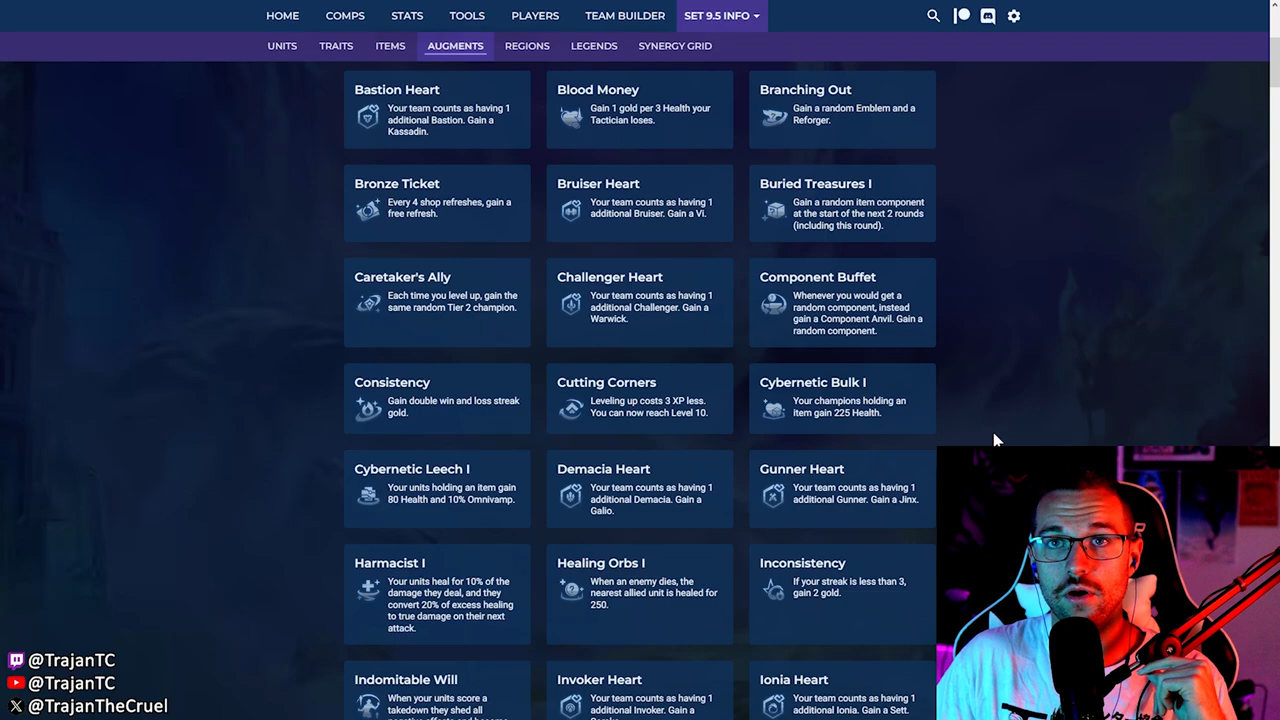 HOME COMPS STATS TOOLS PLAYERS TEAM BUILDER SET 9.5 INFO
UNITS TRAITS ITEMS AUGMENTS REGIONS LEGENDS SYNERGY GRID
Bastion Heart
Your team counts as having 1
additional Bastion. Gain a
Kassadin.
Blood Money
Gain 1 gold per 3 Health your
Tactician loses.
Branching Out
Gain a random Emblem and a
Reforger.
Bronze Ticket
Every 4 shop refreshes, gain a
free refresh.
Bruiser Heart
Your team counts as having 1
additional Bruiser. Gain a Vi.
Buried Treasures I
Gain a random item component
at the start of the next 2 rounds
(including this round).
Caretaker's Ally
Each time you level up, gain the
same random Tier 2 champion.
Challenger Heart
Your team counts as having 1
additional Challenger. Gain a
Warwick.
Component Buffet
Whenever you would get a
random component, instead
gain a Component Anvil. Gain a
random component.
Consistency
Gain double win and loss streak
gold.
Cutting Corners
Leveling up costs 3 XP less.
You can now reach Level 10.
Cybernetic Bulk I
Your champions holding an
item gain 225 Health.
Cybernetic Leech I
Your units holding an item gain
80 Health and 10% Omnivamp.
Demacia Heart
Your team counts as having 1
additional Demacia. Gain a
Galio.
Gunner Heart
Your team counts as having 1
additional Gunner. Gain a Jinx.
Harmacist I
Your units heal for 10% of the
damage they deal, and they
convert 20% of excess healing
to true damage on their next
attack.
Healing Orbs I
When an enemy dies, the
nearest allied unit is healed for
250.
Inconsistency
If your streak is less than 3,
gain 2 gold.
Indomitable Will
When your units score a
takedown they shed all
Invoker Heart
Your team counts as having 1
additional Invoker. Gain a
Ionia Heart
Your team counts as having 1
additional Ionia. Gain a Sett.
@TrajanTC
@TrajanTC
@TrajanTheCruel